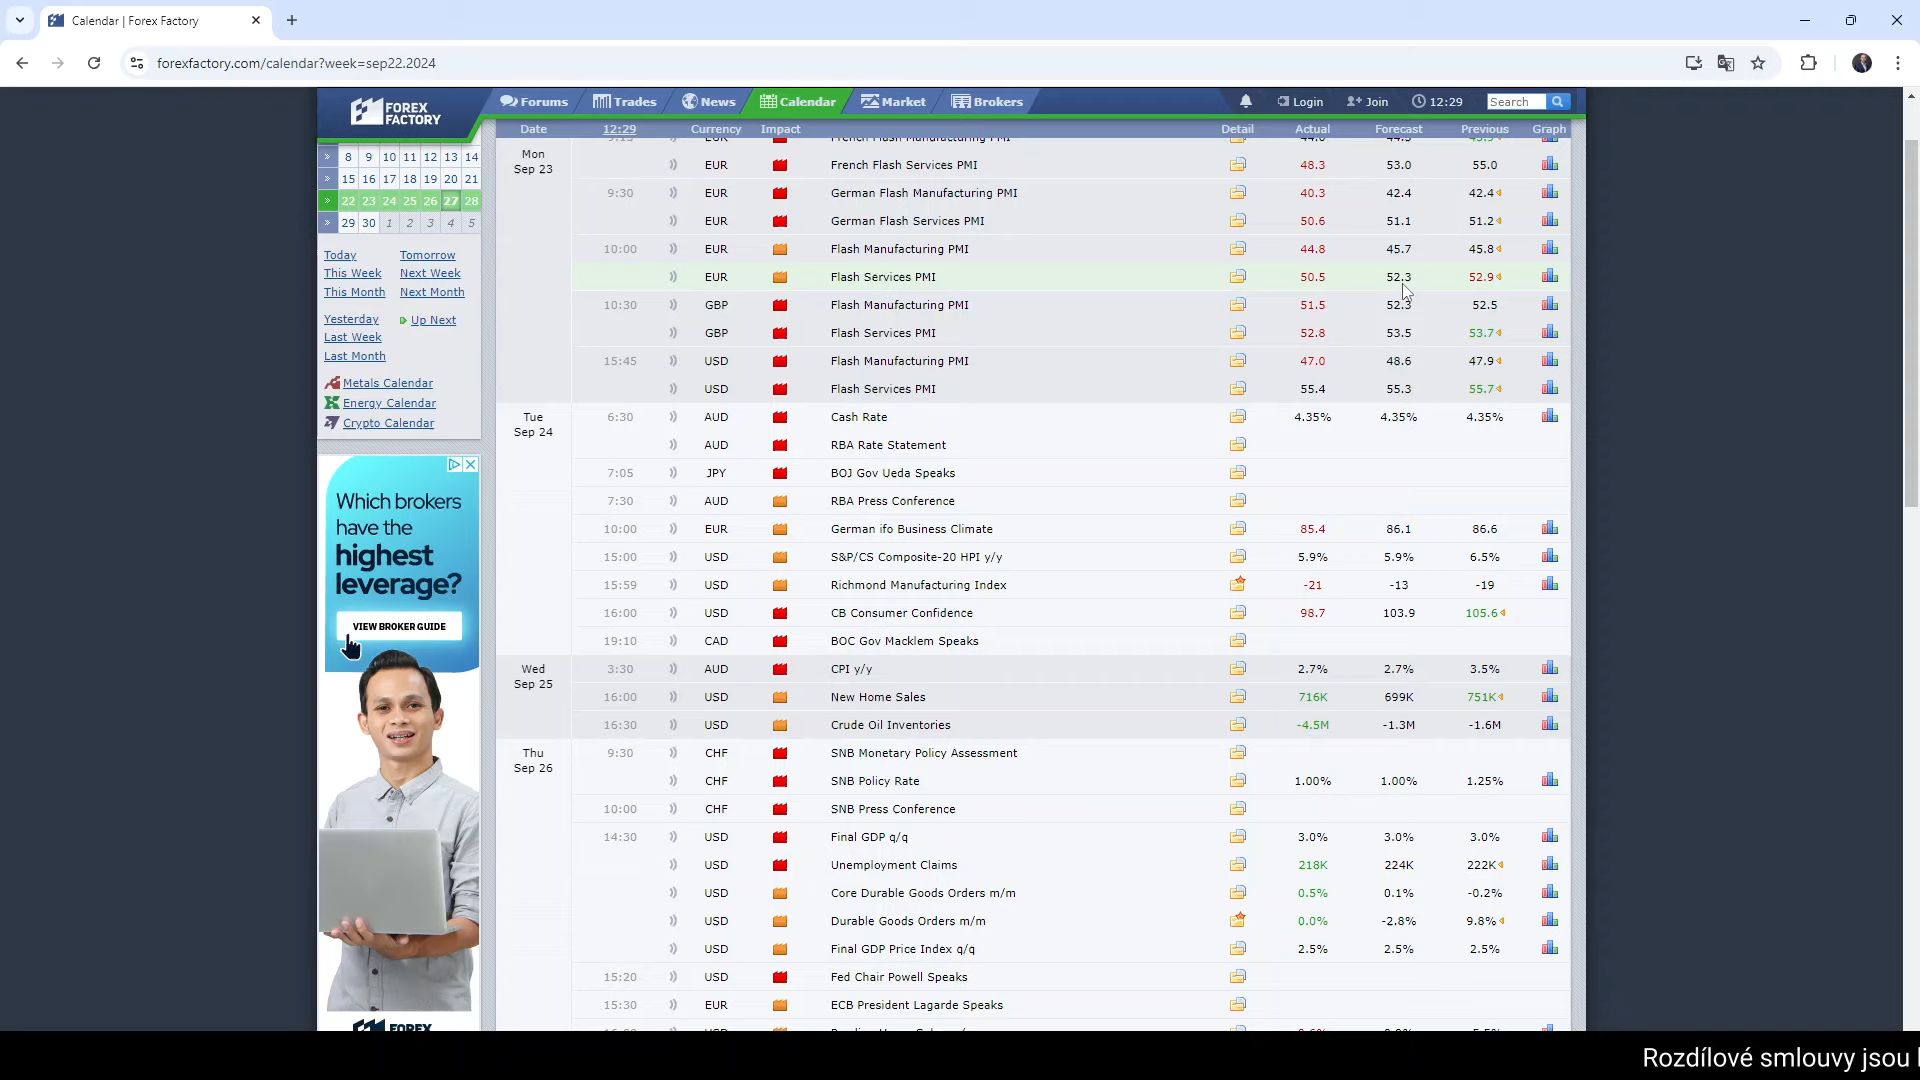 Calendar | Forex Factory
forexfactory.com/calendar?week=sep22.2024
FOREX FACTORY
Forums Trades News Calendar Market Brokers Login Join 12:29 Search
Date 12:29 Currency Impact Detail Actual Forecast Previous Graph
» 8 9 10 11 12 13 14
» 15 16 17 18 19 20 21
» 22 23 24 25 26 27 28
» 29 30 1 2 3 4 5
Today Tomorrow
This Week Next Week
This Month Next Month
Yesterday Up Next
Last Week
Last Month
Metals Calendar
Energy Calendar
Crypto Calendar
Which brokers
have the
highest
leverage?
VIEW BROKER GUIDE
FOREX
Mon
Sep 23
EUR French Flash Services PMI 48.3 53.0 55.0
9:30 EUR German Flash Manufacturing PMI 40.3 42.4 42.4
EUR German Flash Services PMI 50.6 51.1 51.2
10:00 EUR Flash Manufacturing PMI 44.8 45.7 45.8
EUR Flash Services PMI 50.5 52.3 52.9
10:30 GBP Flash Manufacturing PMI 51.5 52.3 52.5
GBP Flash Services PMI 52.8 53.5 53.7
15:45 USD Flash Manufacturing PMI 47.0 48.6 47.9
USD Flash Services PMI 55.4 55.3 55.7
Tue
Sep 24
6:30 AUD Cash Rate 4.35% 4.35% 4.35%
AUD RBA Rate Statement
7:05 JPY BOJ Gov Ueda Speaks
7:30 AUD RBA Press Conference
10:00 EUR German ifo Business Climate 85.4 86.1 86.6
15:00 USD S&P/CS Composite-20 HPI y/y 5.9% 5.9% 6.5%
15:59 USD Richmond Manufacturing Index -21 -13 -19
16:00 USD CB Consumer Confidence 98.7 103.9 105.6
19:10 CAD BOC Gov Macklem Speaks
Wed
Sep 25
3:30 AUD CPI y/y 2.7% 2.7% 3.5%
16:00 USD New Home Sales 716K 699K 751K
16:30 USD Crude Oil Inventories -4.5M -1.3M -1.6M
Thu
Sep 26
9:30 CHF SNB Monetary Policy Assessment
CHF SNB Policy Rate 1.00% 1.00% 1.25%
10:00 CHF SNB Press Conference
14:30 USD Final GDP q/q 3.0% 3.0% 3.0%
USD Unemployment Claims 218K 224K 222K
USD Core Durable Goods Orders m/m 0.5% 0.1% -0.2%
USD Durable Goods Orders m/m 0.0% -2.8% 9.8%
USD Final GDP Price Index q/q 2.5% 2.5% 2.5%
15:20 USD Fed Chair Powell Speaks
15:30 EUR ECB President Lagarde Speaks
Rozdílové smlouvy jsou